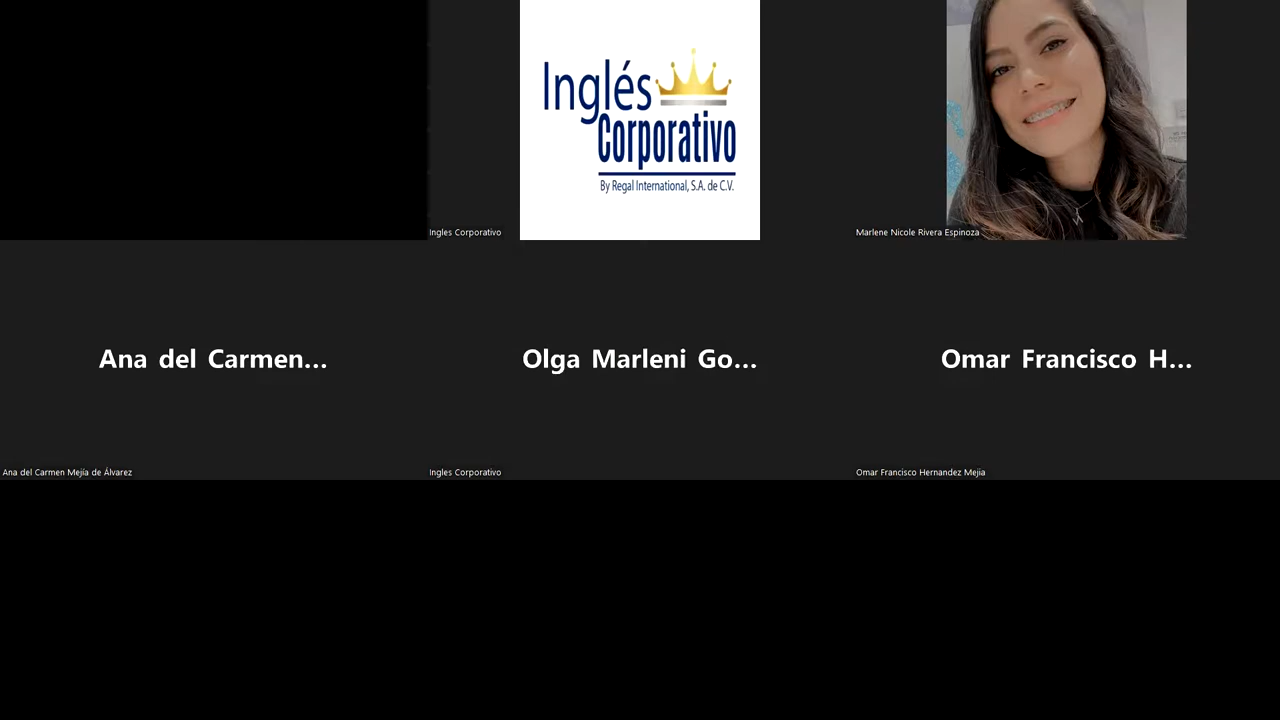 Inglés
Corporativo
By Regal International, S.A. de C.V.
Ingles Corporativo
Marlene Nicole Rivera Espinoza
Ana del Carmen...
Olga Marleni Go...
Omar Francisco H...
Ana del Carmen Mejía de Álvarez
Ingles Corporativo
Omar Francisco Hernandez Mejia